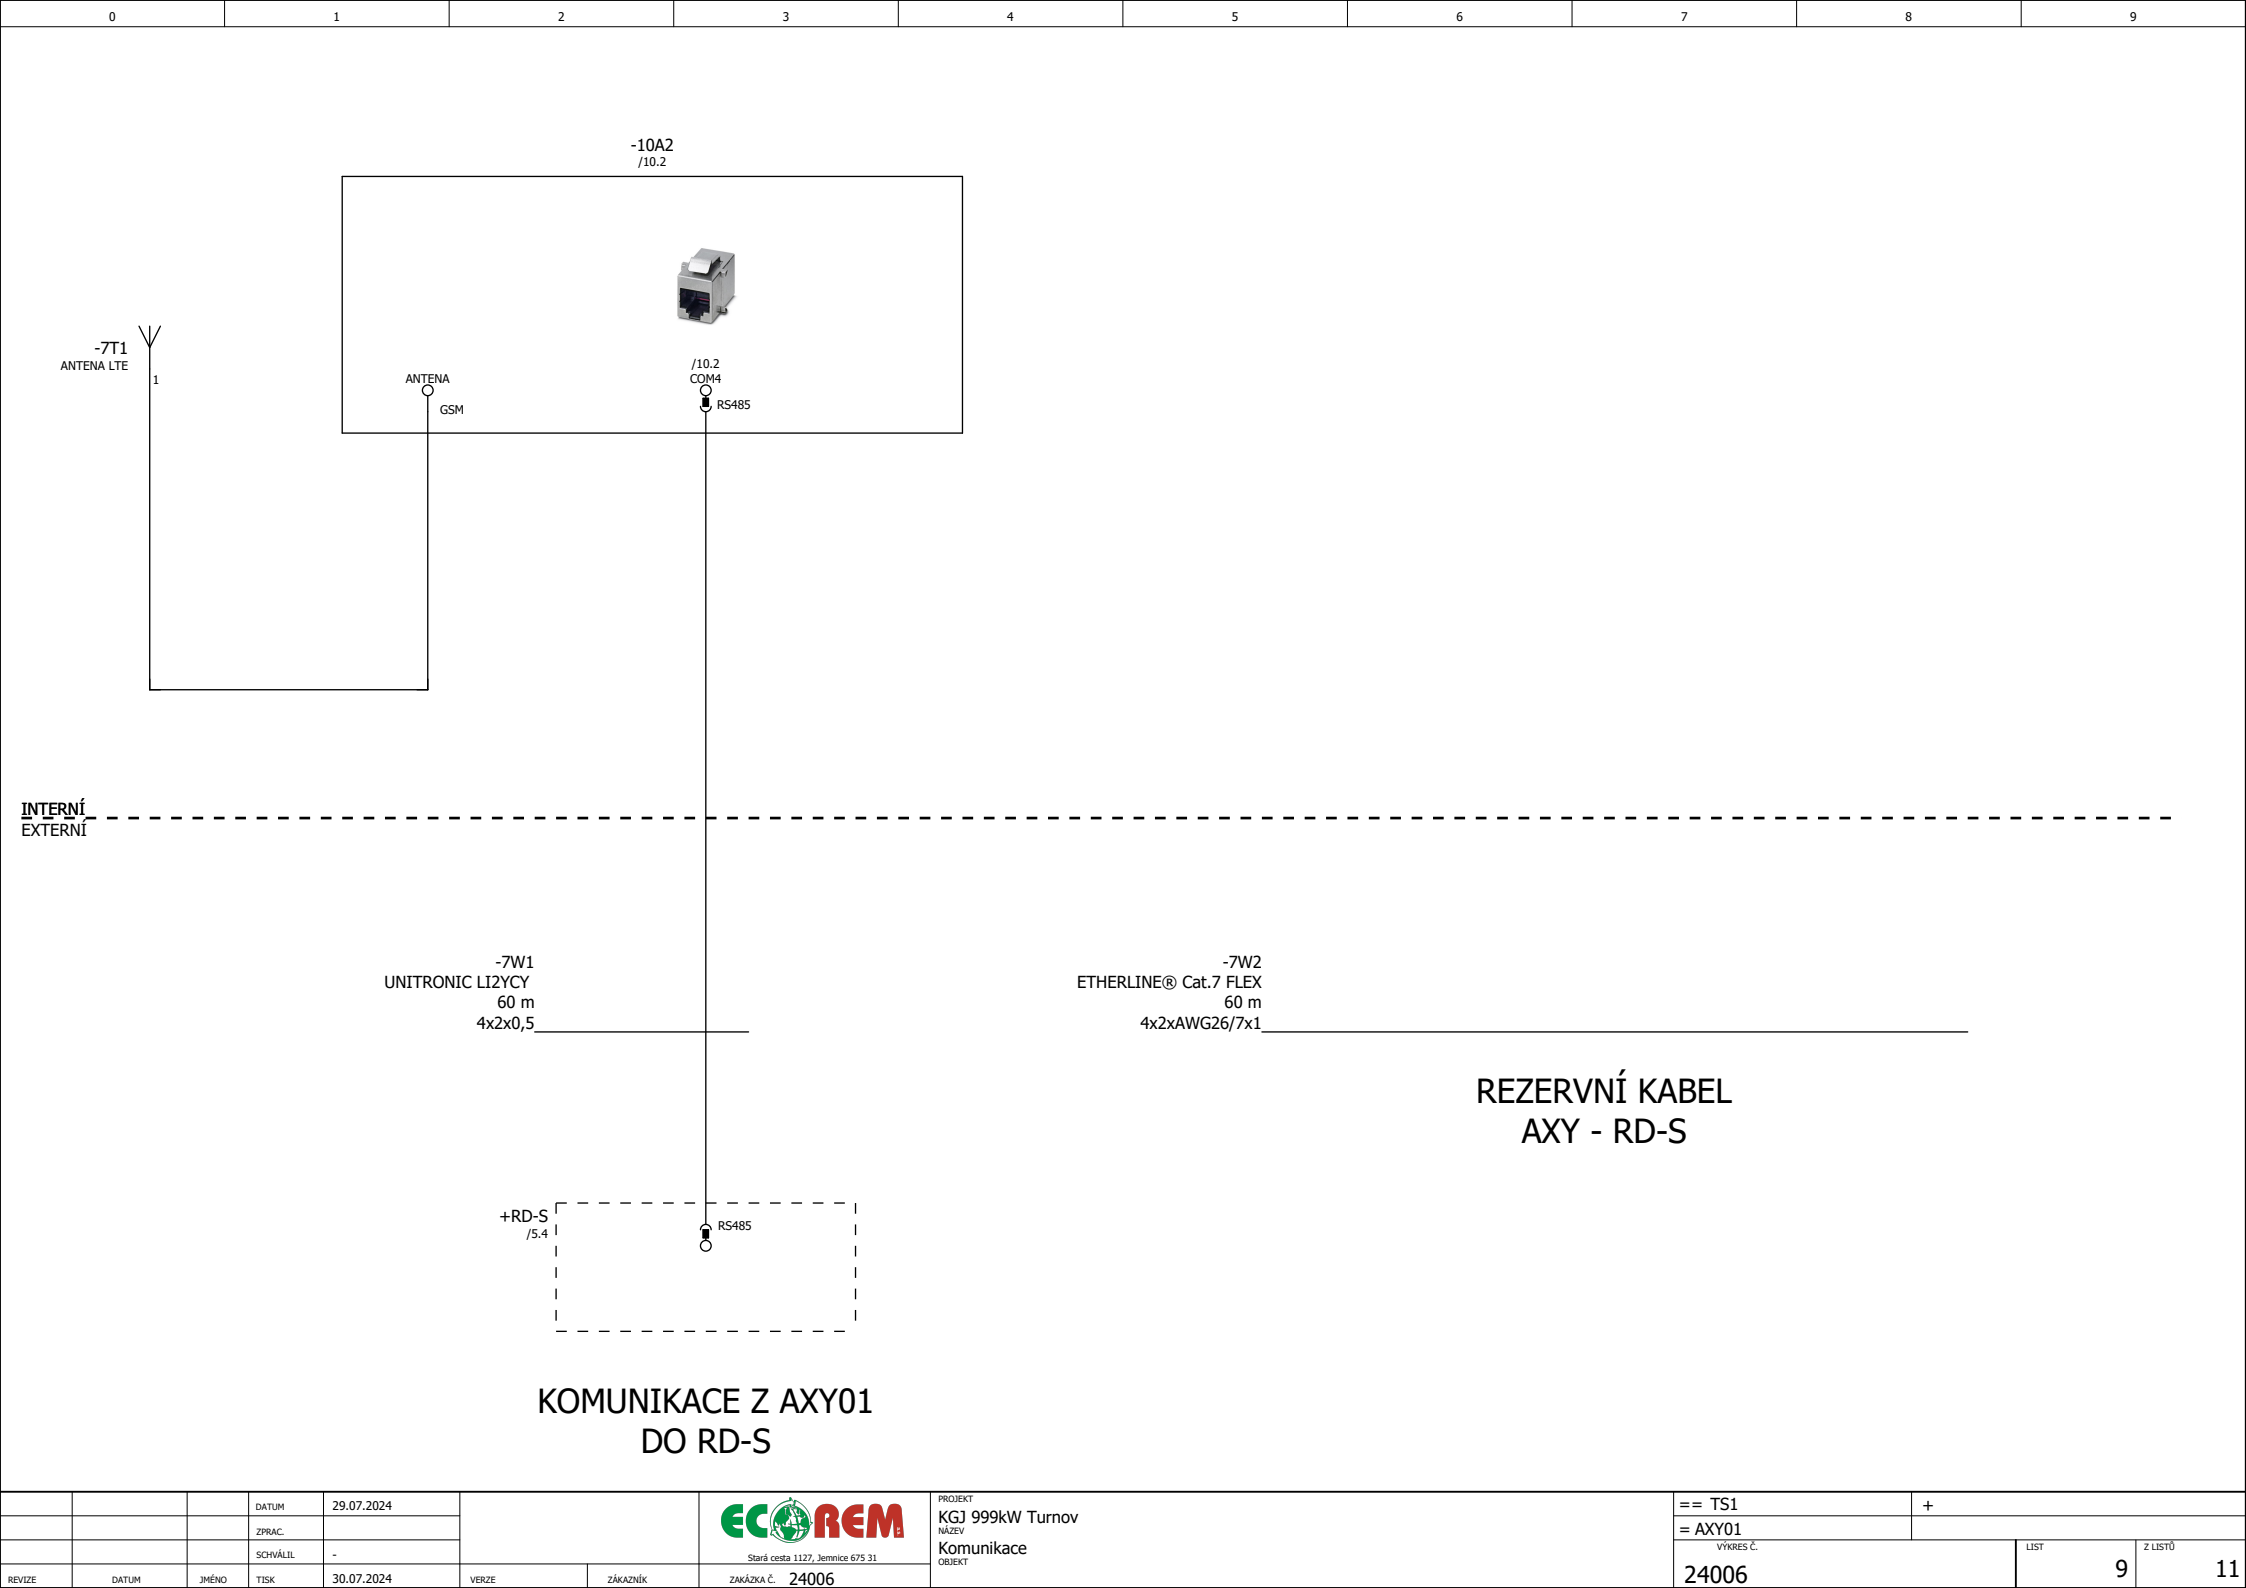 0 1 2 3 4 5 6 7 8 9
-10A2
/10.2
-7T1
ANTENA LTE
1
ANTENA
GSM
/10.2
COM4
RS485
INTERNÍ
EXTERNÍ
-7W1
UNITRONIC LI2YCY
60 m
4x2x0,5
-7W2
ETHERLINE® Cat.7 FLEX
60 m
4x2xAWG26/7x1
REZERVNÍ KABEL
AXY - RD-S
+RD-S
/5.4
RS485
KOMUNIKACE Z AXY01
DO RD-S
DATUM 29.07.2024
ZPRAC.
SCHVÁLIL -
REVIZE DATUM JMÉNO TISK 30.07.2024
VERZE ZÁKAZNÍK
ECOREM
Stará cesta 1127, Jemnice 675 31
ZAKÁZKA Č. 24006
PROJEKT
KGJ 999kW Turnov
NÁZEV
Komunikace
OBJEKT
== TS1 +
= AXY01
VÝKRES Č. LIST Z LISTŮ
24006 9 11